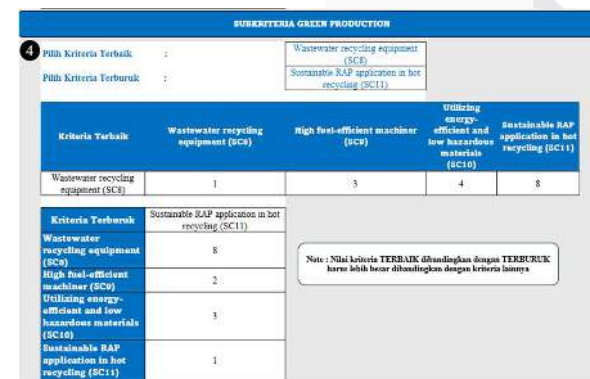 SUBKRITERIA GREEN PRODUCTION
4
Pilih Kriteria Terbaik : Wastewater recycling equipment
(SC8)
Pilih Kriteria Terburuk : Sustainable RAP application in hot
recycling (SC11)
Kriteria Terbaik
Wastewater recycling
equipment (SC8)
High fuel-efficient machiner
(SC9)
Utilizing
energy-
efficient and
low hazardous
materials
(SC10)
Sustainable RAP
application in hot
recycling (SC11)
Wastewater recycling
equipment (SC8)
1 3 4 8
Kriteria Terburuk
Sustainable RAP application in hot
recycling (SC11)
Wastewater
recycling equipment
(SC8)
8
High fuel-efficient
machiner (SC9)
2
Utilizing energy-
efficient and low
hazardous materials
(SC10)
3
Sustainable RAP
application in hot
recycling (SC11)
1
Note : Nilai kriteria TERBAIK dibandingkan dengan TERBURUK
harus lebih besar dibandingkan dengan kriteria lainnya